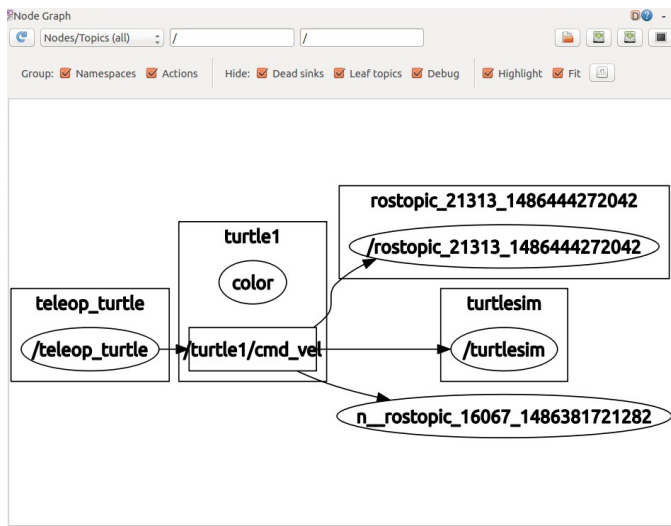 Node Graph
D
-
Nodes/Topics (all) / /
Group: Namespaces Actions Hide: Dead sinks Leaf topics Debug Highlight Fit
rostopic_21313_1486444272042
/rostopic_21313_1486444272042
turtle1
color
teleop_turtle
/teleop_turtle
/turtle1/cmd_vel
turtlesim
/turtlesim
n__rostopic_16067_1486381721282